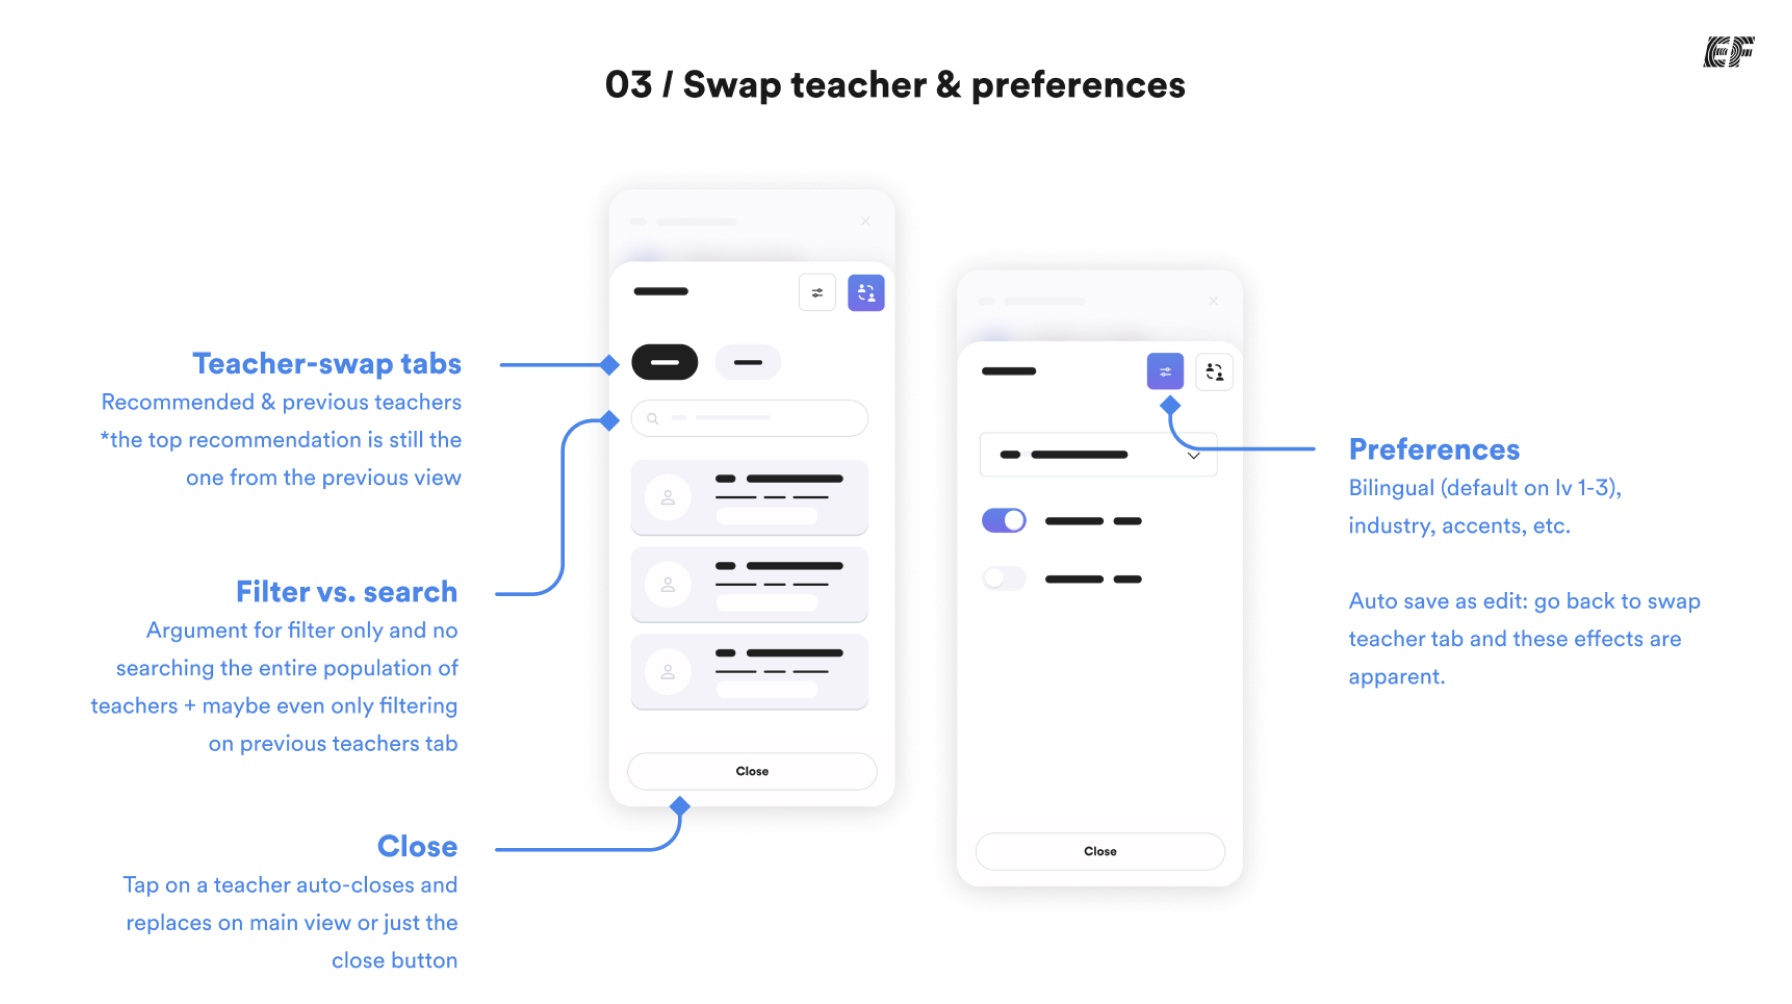 EF
03 / Swap teacher & preferences
Teacher-swap tabs
Recommended & previous teachers
*the top recommendation is still the
one from the previous view
Filter vs. search
Argument for filter only and no
searching the entire population of
teachers + maybe even only filtering
on previous teachers tab
Close
Tap on a teacher auto-closes and
replaces on main view or just the
close button
Close
Close
Preferences
Bilingual (default on lv 1-3),
industry, accents, etc.
Auto save as edit: go back to swap
teacher tab and these effects are
apparent.